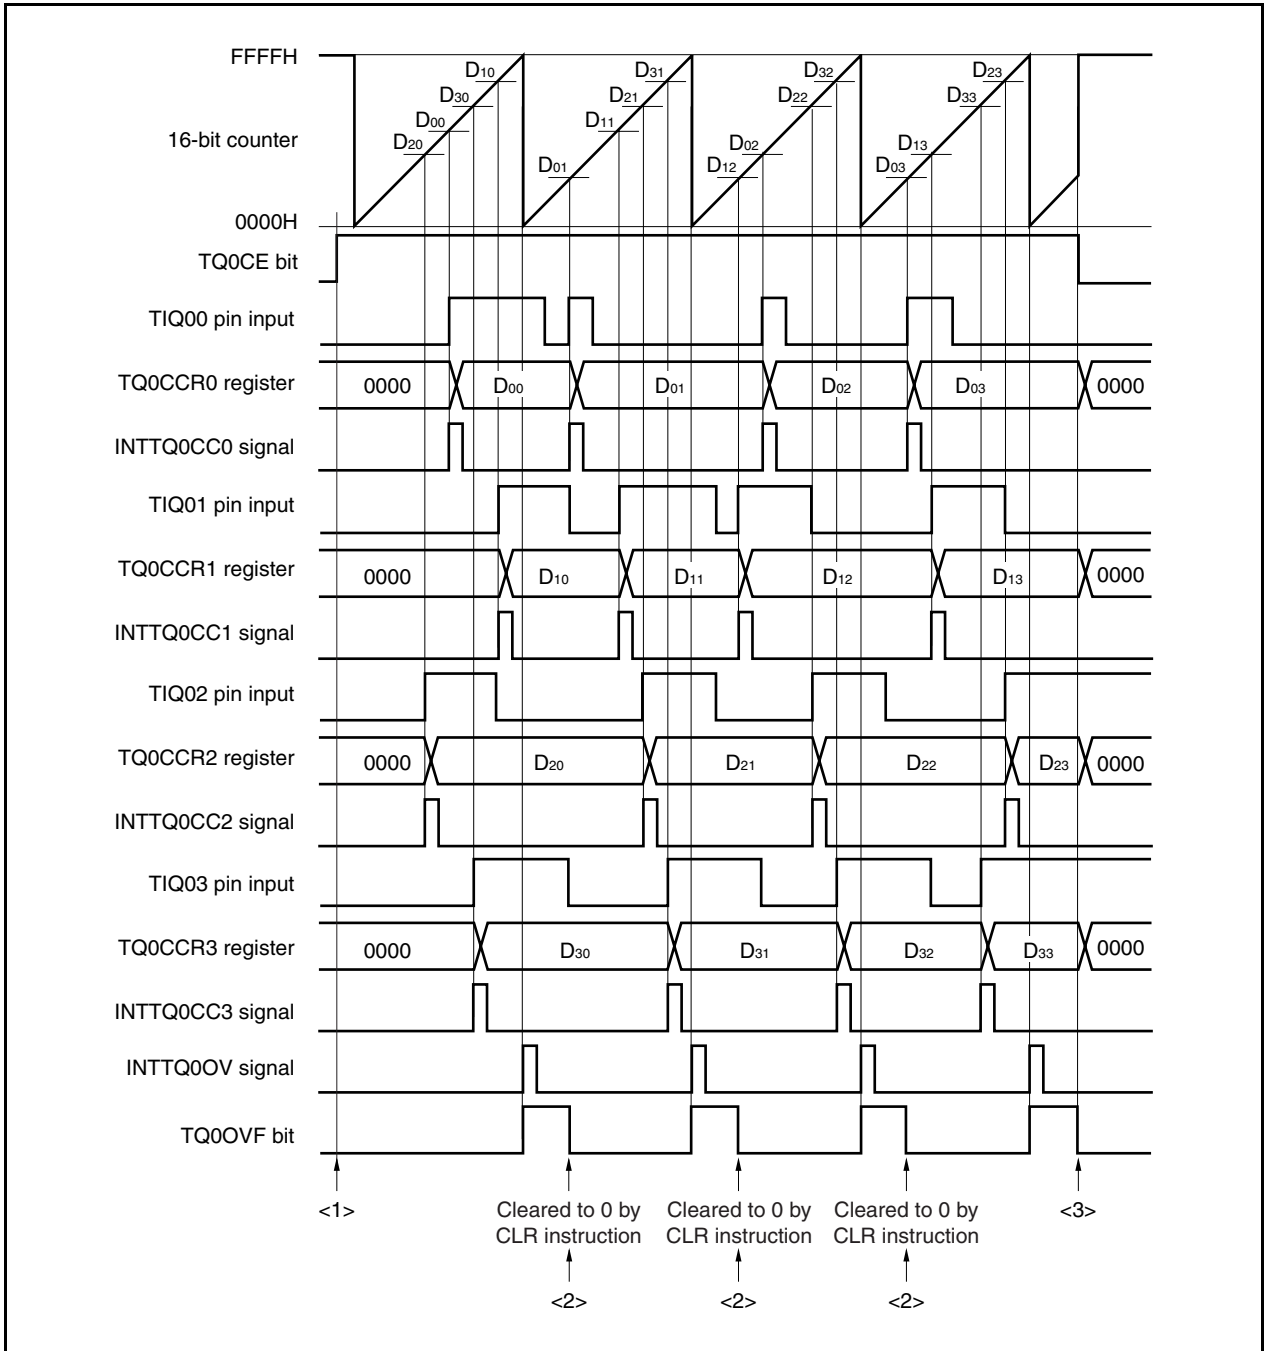 FFFFH
16-bit counter
0000H
D10
D30
D00
D20
D31
D21
D11
D01
D32
D22
D02
D12
D23
D33
D13
D03
TQ0CE bit
TIQ00 pin input
TQ0CCR0 register 0000 D00 D01 D02 D03 0000
INTTQ0CC0 signal
TIQ01 pin input
TQ0CCR1 register 0000 D10 D11 D12 D13 0000
INTTQ0CC1 signal
TIQ02 pin input
TQ0CCR2 register 0000 D20 D21 D22 D23 0000
INTTQ0CC2 signal
TIQ03 pin input
TQ0CCR3 register 0000 D30 D31 D32 D33 0000
INTTQ0CC3 signal
INTTQ0OV signal
TQ0OVF bit
<1>
Cleared to 0 by
CLR instruction
<2>
Cleared to 0 by
CLR instruction
<2>
Cleared to 0 by
CLR instruction
<2>
<3>